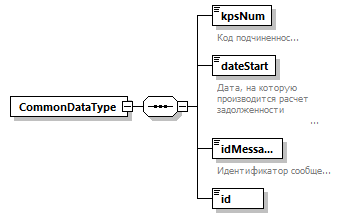 kpsNum
Код подчиненнос...
dateStart
Дата, на которую
производится расчет
задолженности
...
CommonDataType
idMessa...
Идентификатор сообще...
id